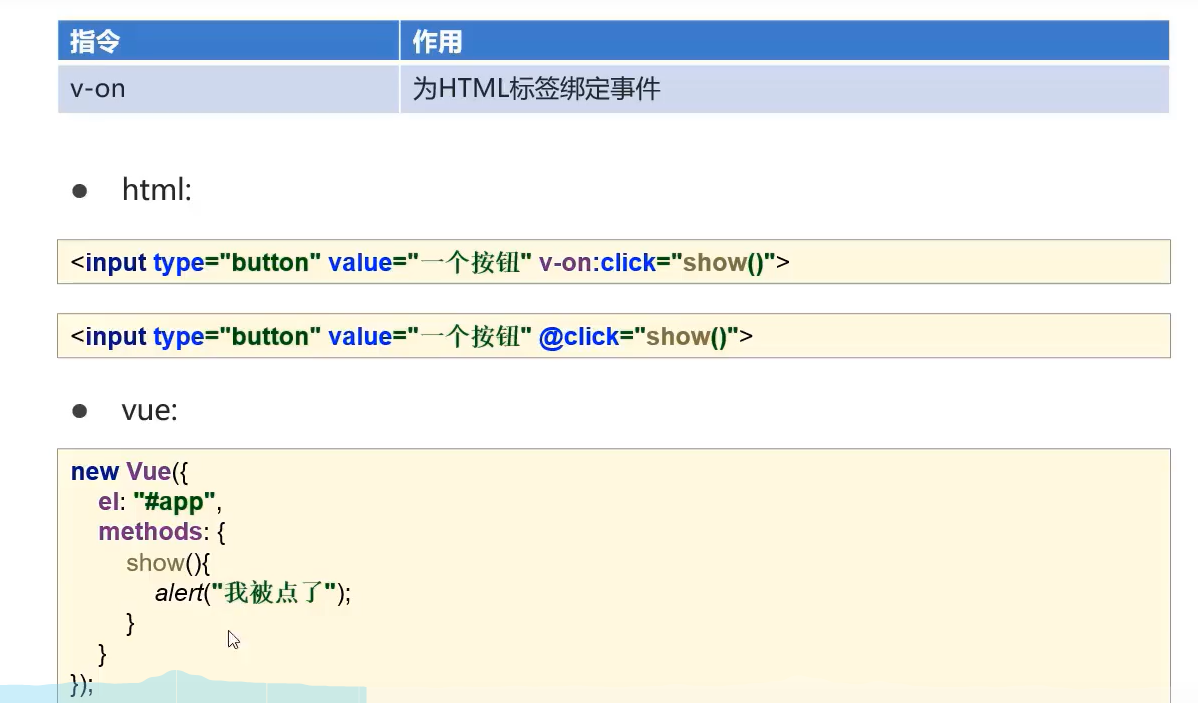 指令 作用
v-on 为HTML标签绑定事件
● html:
<input type="button" value="一个按钮" v-on:click="show()">
<input type="button" value="一个按钮" @click="show()">
● vue:
new Vue({
el: "#app",
methods: {
show(){
alert("我被点了");
}
}
});